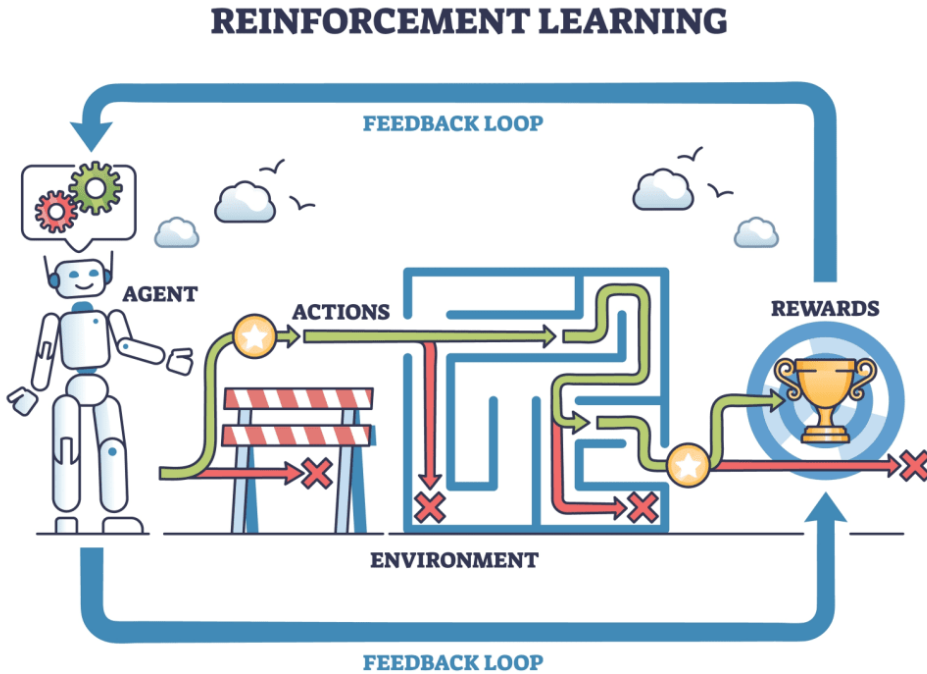 REINFORCEMENT LEARNING
FEEDBACK LOOP
AGENT
ACTIONS
REWARDS
ENVIRONMENT
FEEDBACK LOOP